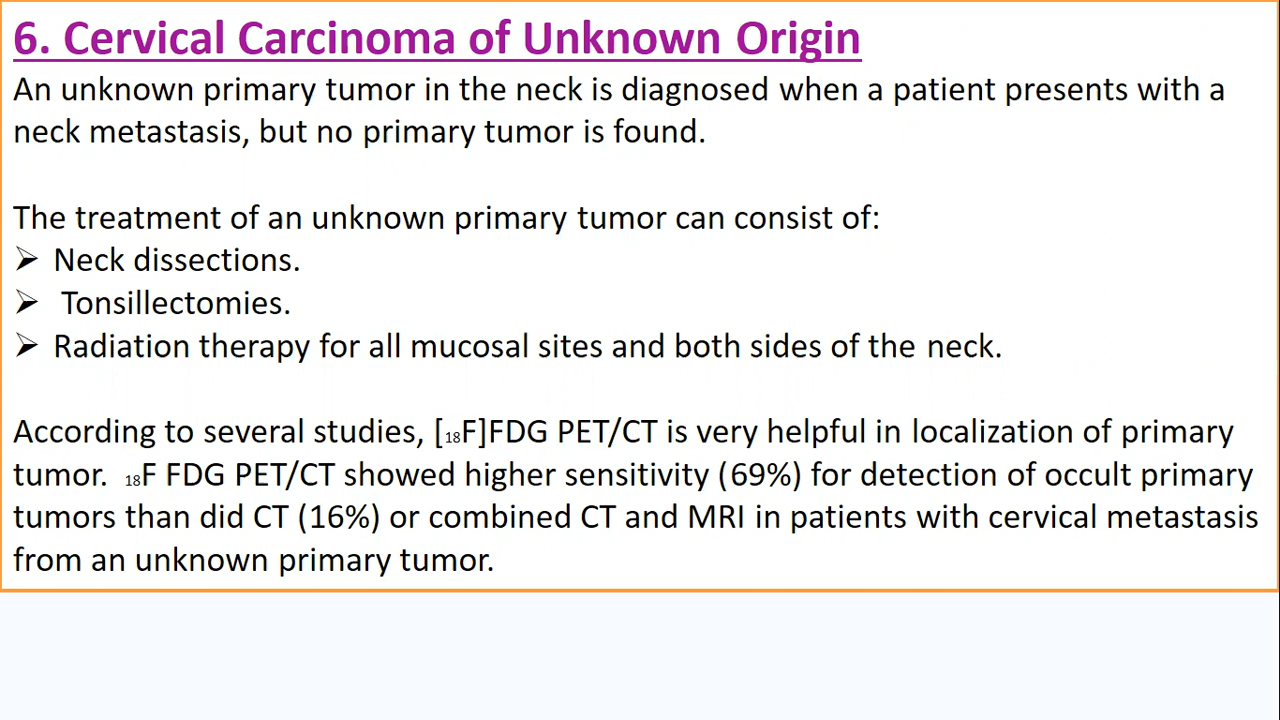 6. Cervical Carcinoma of Unknown Origin
An unknown primary tumor in the neck is diagnosed when a patient presents with a
neck metastasis, but no primary tumor is found.
The treatment of an unknown primary tumor can consist of:
➢ Neck dissections.
➢ Tonsillectomies.
➢ Radiation therapy for all mucosal sites and both sides of the neck.
According to several studies, [₁₈F]FDG PET/CT is very helpful in localization of primary
tumor. ₁₈F FDG PET/CT showed higher sensitivity (69%) for detection of occult primary
tumors than did CT (16%) or combined CT and MRI in patients with cervical metastasis
from an unknown primary tumor.